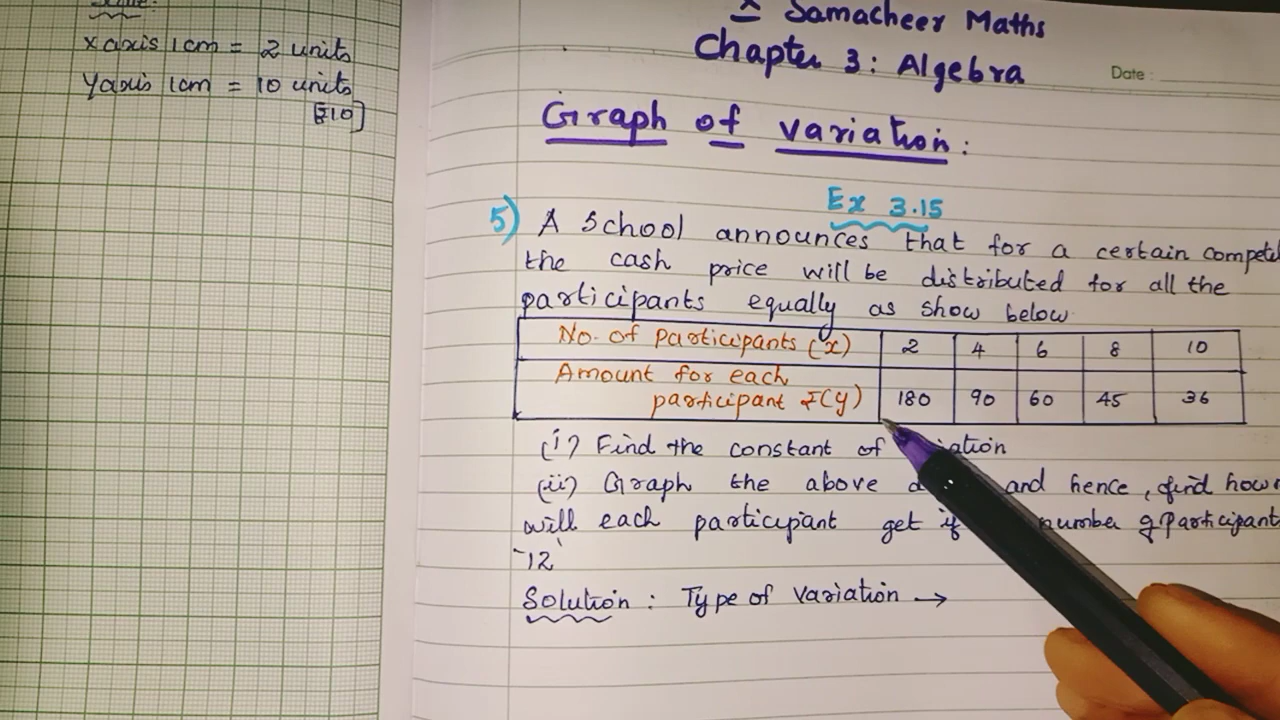 x axis 1cm = 2 units
Yaxis 1cm = 10 units
X Samacheer Maths
Chapter 3: Algebra
Date:
Graph of variation:
Ex 3.15
5) A School announces that for a certain
the cash price will be distributed for all the
participants equally as show below
No. of participants (x) 2 4 6 8 10
Amount for each
participant ₹(y) 180 90 60 45 36
(i) Find the constant of
(ii) Graph the above and hence, find how
will each participant get if number of participant
'12'
Solution: Type of variation →